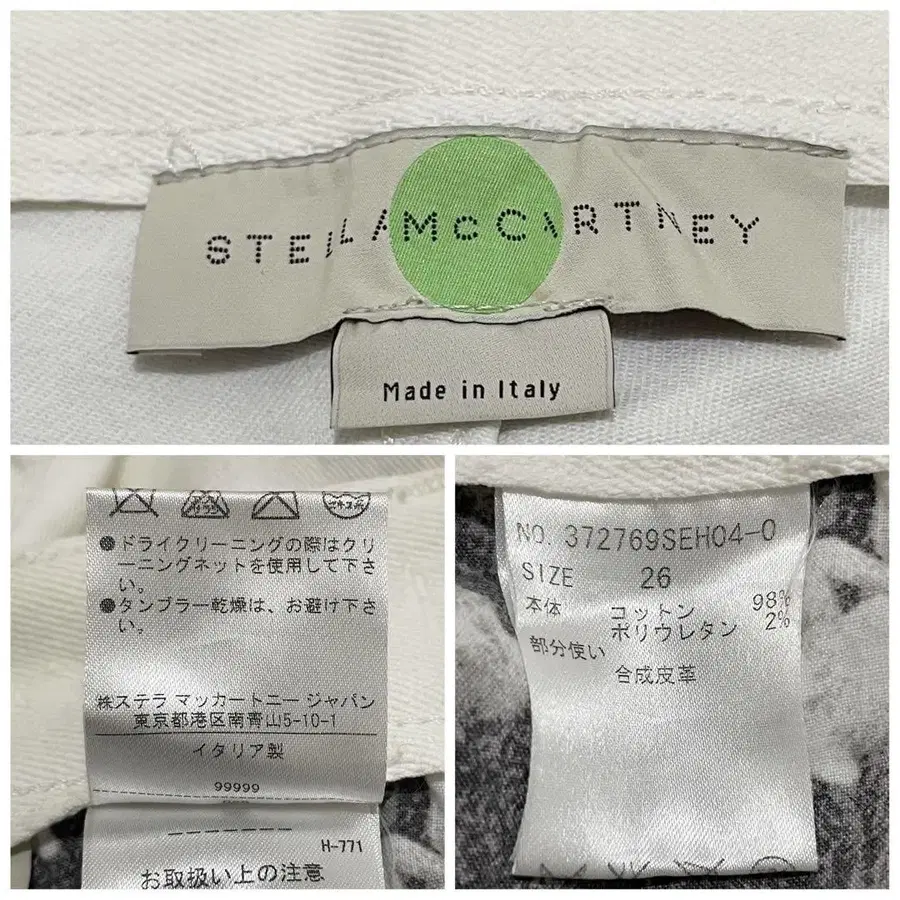 STELLAMcCARTNEY
Made in Italy
●ドライクリーニングの際はクリ
ーニングネットを使用して下さ
い。
●タンブラー乾燥は、お避け下さ
い。
株ステラ マッカートニー ジャパン
東京都港区南青山5-10-1
イタリア製
99999
H-771
お取扱い上の注意
NO. 372769SEH04-0
SIZE 26
本体 コットン 98%
ポリウレタン 2%
部分使い
合成皮革